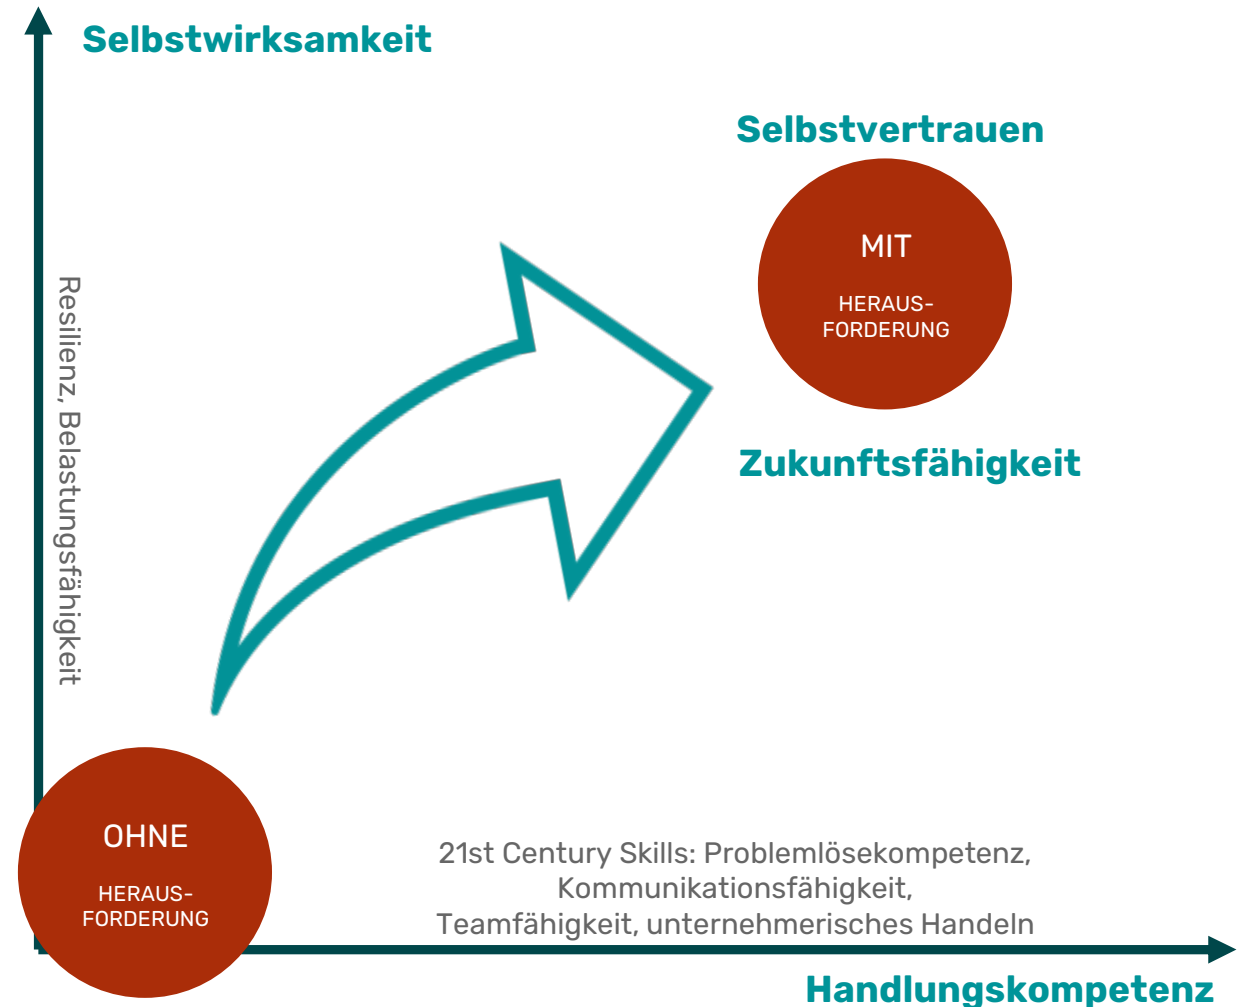 Selbstwirksamkeit
Selbstvertrauen
MIT
HERAUS-
FORDERUNG
Zukunftsfähigkeit
Resilienz, Belastungsfähigkeit
OHNE
HERAUS-
FORDERUNG
21st Century Skills: Problemlösekompetenz,
Kommunikationsfähigkeit,
Teamfähigkeit, unternehmerisches Handeln
Handlungskompetenz